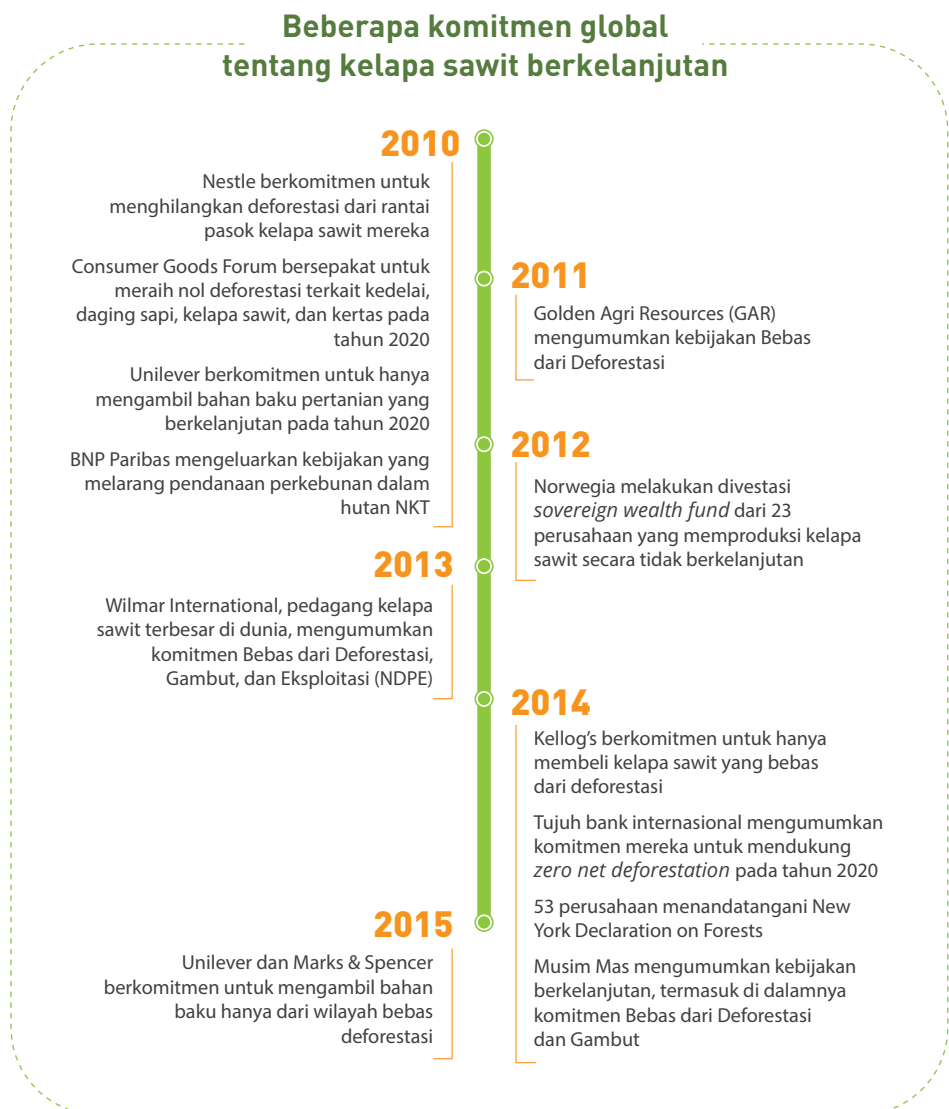 Beberapa komitmen global
tentang kelapa sawit berkelanjutan
2010
Nestle berkomitmen untuk
menghilangkan deforestasi dari rantai
pasok kelapa sawit mereka
Consumer Goods Forum bersepakat untuk
meraih nol deforestasi terkait kedelai,
daging sapi, kelapa sawit, dan kertas pada
tahun 2020
Unilever berkomitmen untuk hanya
mengambil bahan baku pertanian yang
berkelanjutan pada tahun 2020
BNP Paribas mengeluarkan kebijakan yang
melarang pendanaan perkebunan dalam
hutan NKT
2011
Golden Agri Resources (GAR)
mengumumkan kebijakan Bebas
dari Deforestasi
2012
Norwegia melakukan divestasi
sovereign wealth fund dari 23
perusahaan yang memproduksi kelapa
sawit secara tidak berkelanjutan
2013
Wilmar International, pedagang kelapa
sawit terbesar di dunia, mengumumkan
komitmen Bebas dari Deforestasi,
Gambut, dan Eksploitasi (NDPE)
2014
Kellog's berkomitmen untuk hanya
membeli kelapa sawit yang bebas
dari deforestasi
Tujuh bank internasional mengumumkan
komitmen mereka untuk mendukung
zero net deforestation pada tahun 2020
53 perusahaan menandatangani New
York Declaration on Forests
Musim Mas mengumumkan kebijakan
berkelanjutan, termasuk di dalamnya
komitmen Bebas dari Deforestasi
dan Gambut
2015
Unilever dan Marks & Spencer
berkomitmen untuk mengambil bahan
baku hanya dari wilayah bebas
deforestasi